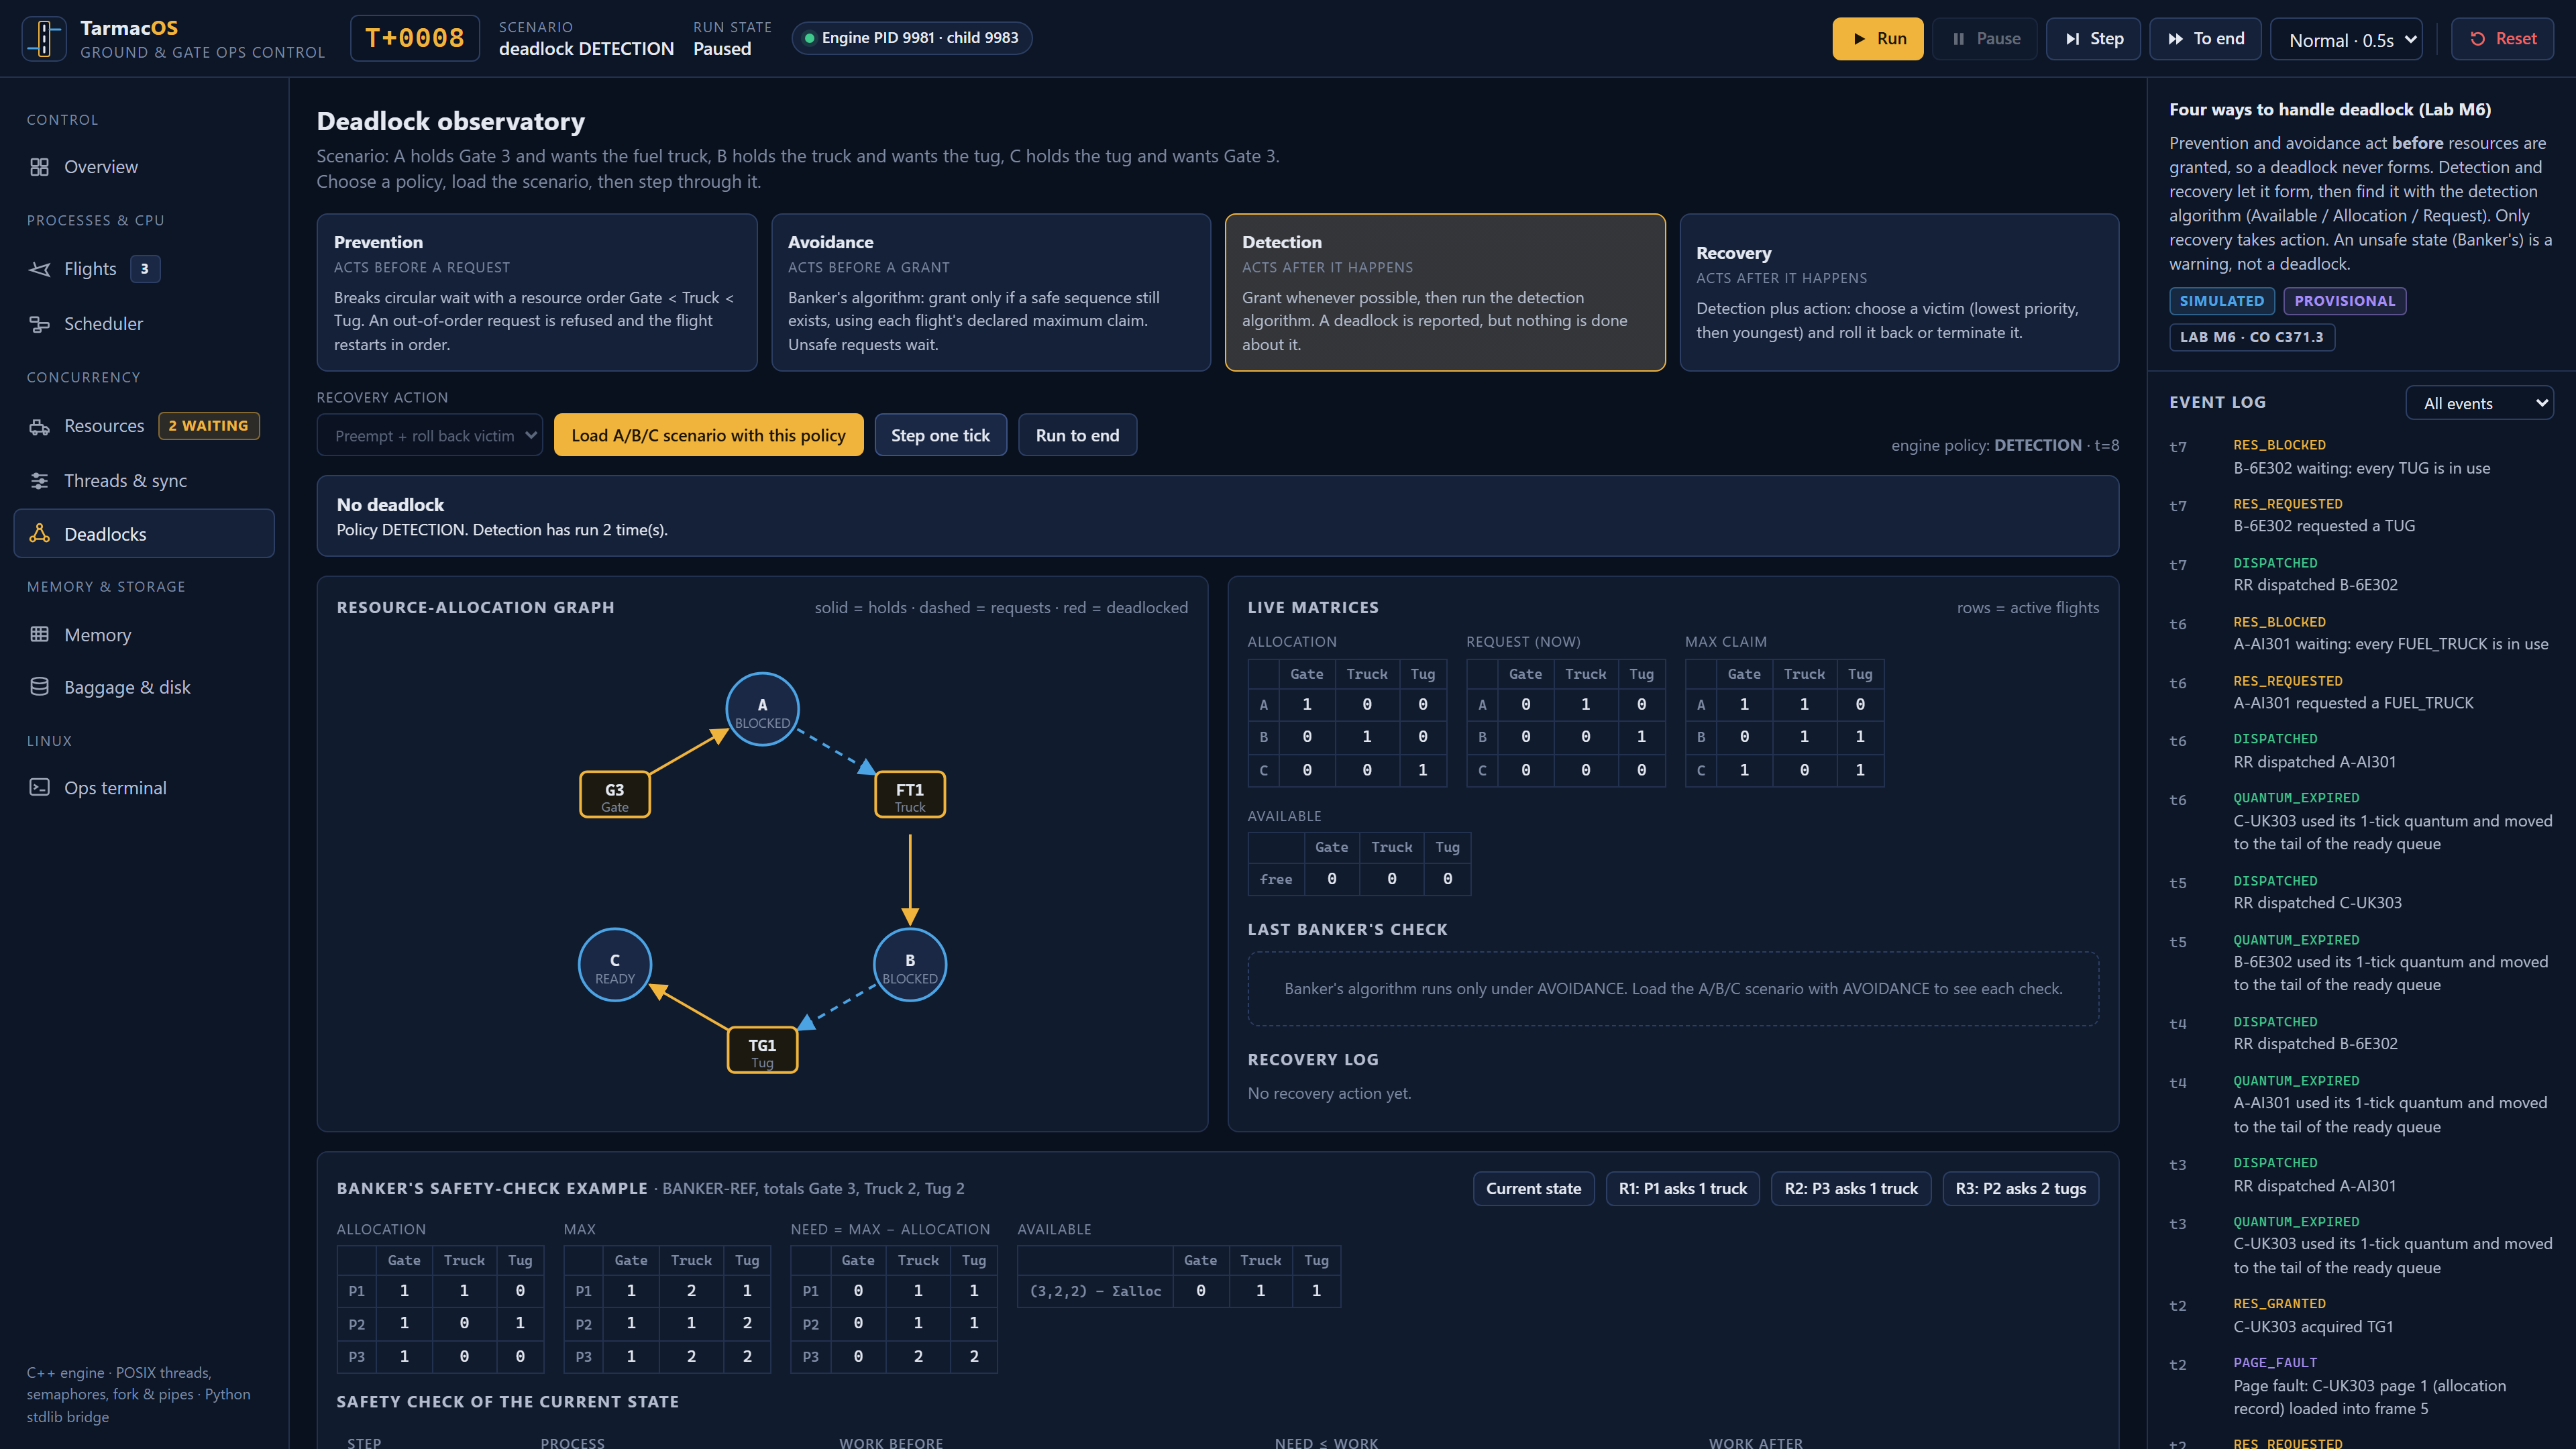 TarmacOS
GROUND & GATE OPS CONTROL
T+0008
SCENARIO
deadlock DETECTION
RUN STATE
Paused
Engine PID 9981 · child 9983
Run
Pause
Step
To end
Normal · 0.5s
Reset
CONTROL
Overview
PROCESSES & CPU
Flights 3
Scheduler
CONCURRENCY
Resources 2 WAITING
Threads & sync
Deadlocks
MEMORY & STORAGE
Memory
Baggage & disk
LINUX
Ops terminal
C++ engine · POSIX threads,
semaphores, fork & pipes · Python
stdlib bridge
Deadlock observatory
Scenario: A holds Gate 3 and wants the fuel truck, B holds the truck and wants the tug, C holds the tug and wants Gate 3.
Choose a policy, load the scenario, then step through it.
Prevention
ACTS BEFORE A REQUEST
Breaks circular wait with a resource order Gate < Truck <
Tug. An out-of-order request is refused and the flight
restarts in order.
Avoidance
ACTS BEFORE A GRANT
Banker's algorithm: grant only if a safe sequence still
exists, using each flight's declared maximum claim.
Unsafe requests wait.
Detection
ACTS AFTER IT HAPPENS
Grant whenever possible, then run the detection
algorithm. A deadlock is reported, but nothing is done
about it.
Recovery
ACTS AFTER IT HAPPENS
Detection plus action: choose a victim (lowest priority,
then youngest) and roll it back or terminate it.
RECOVERY ACTION
Preempt + roll back victim
Load A/B/C scenario with this policy
Step one tick
Run to end
engine policy: DETECTION · t=8
No deadlock
Policy DETECTION. Detection has run 2 time(s).
RESOURCE-ALLOCATION GRAPH
solid = holds · dashed = requests · red = deadlocked
A
BLOCKED
G3
Gate
FT1
Truck
C
READY
B
BLOCKED
TG1
Tug
LIVE MATRICES
rows = active flights
ALLOCATION
Gate Truck Tug
A 1 0 0
B 0 1 0
C 0 0 1
REQUEST (NOW)
Gate Truck Tug
A 0 1 0
B 0 0 1
C 0 0 0
MAX CLAIM
Gate Truck Tug
A 1 1 0
B 0 1 1
C 1 0 1
AVAILABLE
Gate Truck Tug
free 0 0 0
LAST BANKER'S CHECK
Banker's algorithm runs only under AVOIDANCE. Load the A/B/C scenario with AVOIDANCE to see each check.
RECOVERY LOG
No recovery action yet.
BANKER'S SAFETY-CHECK EXAMPLE · BANKER-REF, totals Gate 3, Truck 2, Tug 2
Current state
R1: P1 asks 1 truck
R2: P3 asks 1 truck
R3: P2 asks 2 tugs
ALLOCATION
Gate Truck Tug
P1 1 1 0
P2 1 0 1
P3 1 0 0
MAX
Gate Truck Tug
P1 1 2 1
P2 1 1 2
P3 1 2 2
NEED = MAX − ALLOCATION
Gate Truck Tug
P1 0 1 1
P2 0 1 1
P3 0 2 2
AVAILABLE
Gate Truck Tug
(3,2,2) − Σalloc 0 1 1
SAFETY CHECK OF THE CURRENT STATE
STEP PROCESS WORK BEFORE NEED ≤ WORK WORK AFTER
Four ways to handle deadlock (Lab M6)
Prevention and avoidance act before resources are
granted, so a deadlock never forms. Detection and
recovery let it form, then find it with the detection
algorithm (Available / Allocation / Request). Only
recovery takes action. An unsafe state (Banker's) is a
warning, not a deadlock.
SIMULATED
PROVISIONAL
LAB M6 · CO C371.3
EVENT LOG
All events
t7 RES_BLOCKED
B-6E302 waiting: every TUG is in use
t7 RES_REQUESTED
B-6E302 requested a TUG
t7 DISPATCHED
RR dispatched B-6E302
t6 RES_BLOCKED
A-AI301 waiting: every FUEL_TRUCK is in use
t6 RES_REQUESTED
A-AI301 requested a FUEL_TRUCK
t6 DISPATCHED
RR dispatched A-AI301
t6 QUANTUM_EXPIRED
C-UK303 used its 1-tick quantum and moved
to the tail of the ready queue
t5 DISPATCHED
RR dispatched C-UK303
t5 QUANTUM_EXPIRED
B-6E302 used its 1-tick quantum and moved
to the tail of the ready queue
t4 DISPATCHED
RR dispatched B-6E302
t4 QUANTUM_EXPIRED
A-AI301 used its 1-tick quantum and moved
to the tail of the ready queue
t3 DISPATCHED
RR dispatched A-AI301
t3 QUANTUM_EXPIRED
C-UK303 used its 1-tick quantum and moved
to the tail of the ready queue
t2 RES_GRANTED
C-UK303 acquired TG1
t2 PAGE_FAULT
Page fault: C-UK303 page 1 (allocation
record) loaded into frame 5
t2 RES_REQUESTED